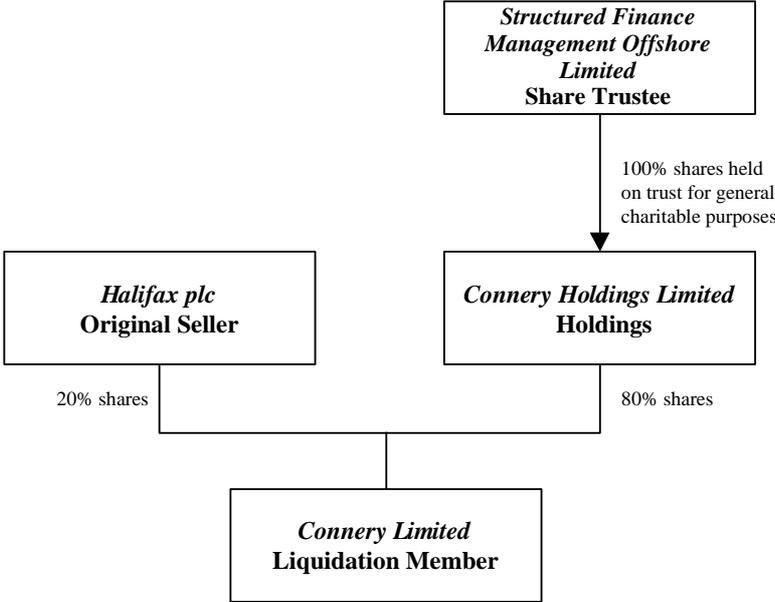 Structured Finance
Management Offshore
Limited
Share Trustee
100% shares held
on trust for general
charitable purposes
Halifax plc
Original Seller
Connery Holdings Limited
Holdings
20% shares
80% shares
Connery Limited
Liquidation Member